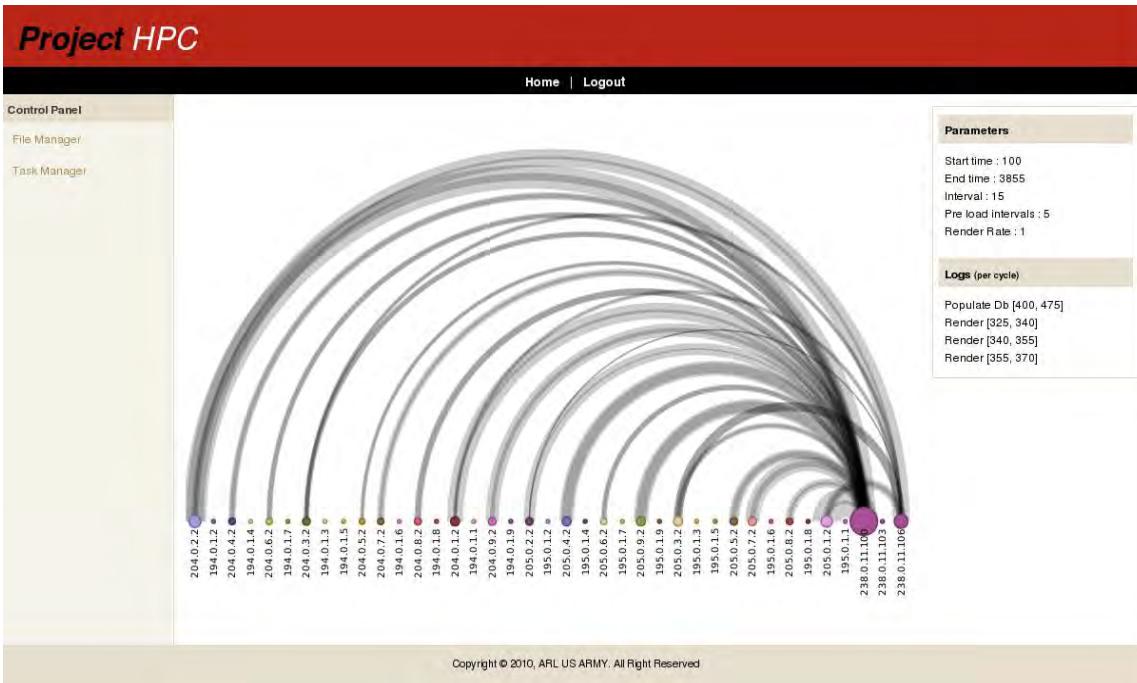 Project HPC
Home | Logout
Control Panel
File Manager
Task Manager
Parameters
Start time : 100
End time : 3855
Interval : 15
Pre load intervals : 5
Render Rate : 1
Logs (per cycle)
Populate Db [400, 475]
Render [325, 340]
Render [340, 355]
Render [355, 370]
204.0.2.2
194.0.1.2
204.0.4.2
194.0.1.4
204.0.6.2
194.0.1.7
204.0.3.2
194.0.1.3
194.0.1.5
204.0.5.2
204.0.7.2
194.0.1.6
204.0.8.2
194.0.1.8
204.0.1.2
194.0.1.1
204.0.9.2
194.0.1.9
205.0.2.2
195.0.1.2
205.0.4.2
195.0.1.4
205.0.6.2
195.0.1.7
205.0.9.2
195.0.1.9
205.0.3.2
195.0.1.3
195.0.1.5
205.0.5.2
205.0.7.2
195.0.1.6
205.0.8.2
195.0.1.8
205.0.1.2
195.0.1.1
238.0.11.100
238.0.11.103
238.0.11.106
Copyright © 2010, ARL US ARMY. All Right Reserved